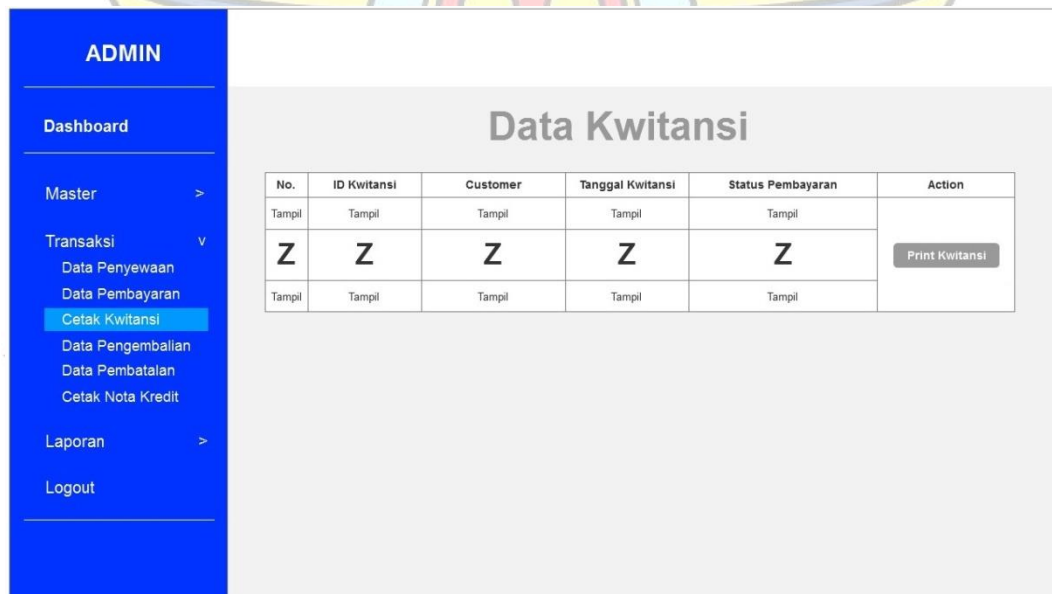 ADMIN
Dashboard
Master >
Transaksi v
Data Penyewaan
Data Pembayaran
Cetak Kwitansi
Data Pengembalian
Data Pembatalan
Cetak Nota Kredit
Laporan >
Logout
Data Kwitansi
No. ID Kwitansi Customer Tanggal Kwitansi Status Pembayaran Action
Tampil Tampil Tampil Tampil Tampil
Z Z Z Z Z Print Kwitansi
Tampil Tampil Tampil Tampil Tampil